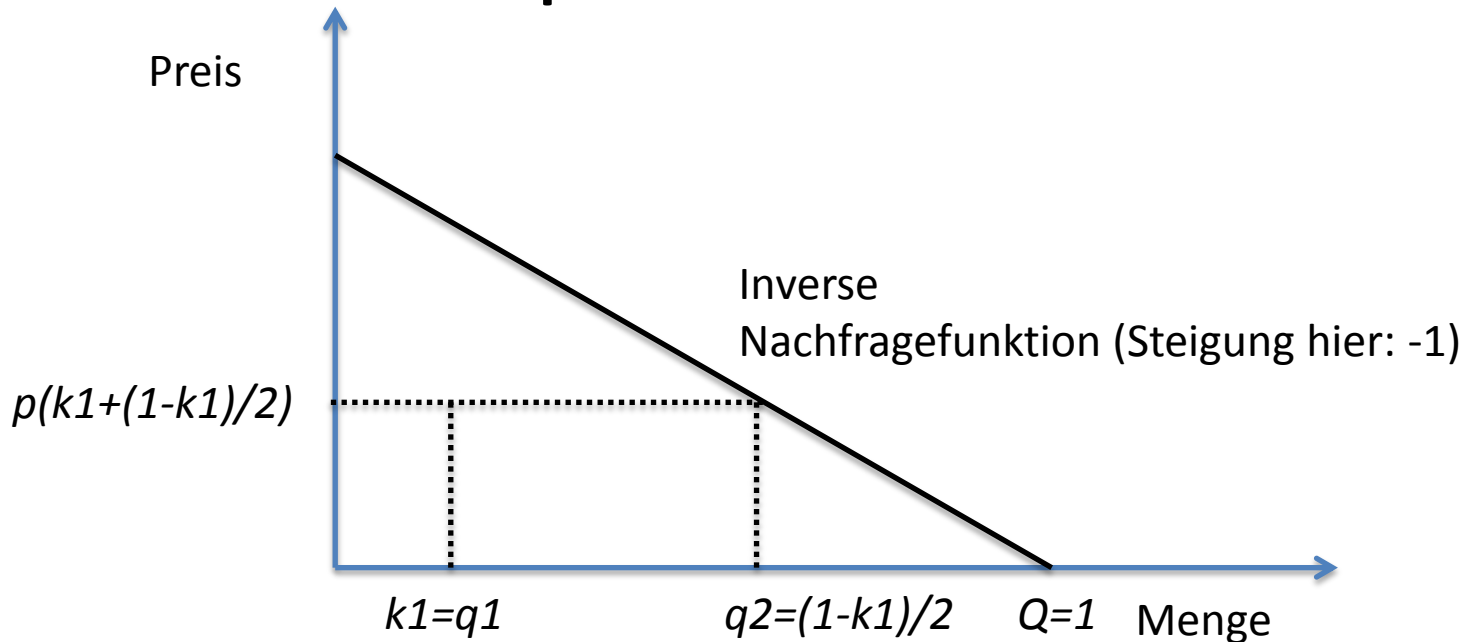 Preis
Inverse
Nachfragefunktion (Steigung hier: -1)
p(k1+(1-k1)/2)
k1=q1
q2=(1-k1)/2
Q=1
Menge